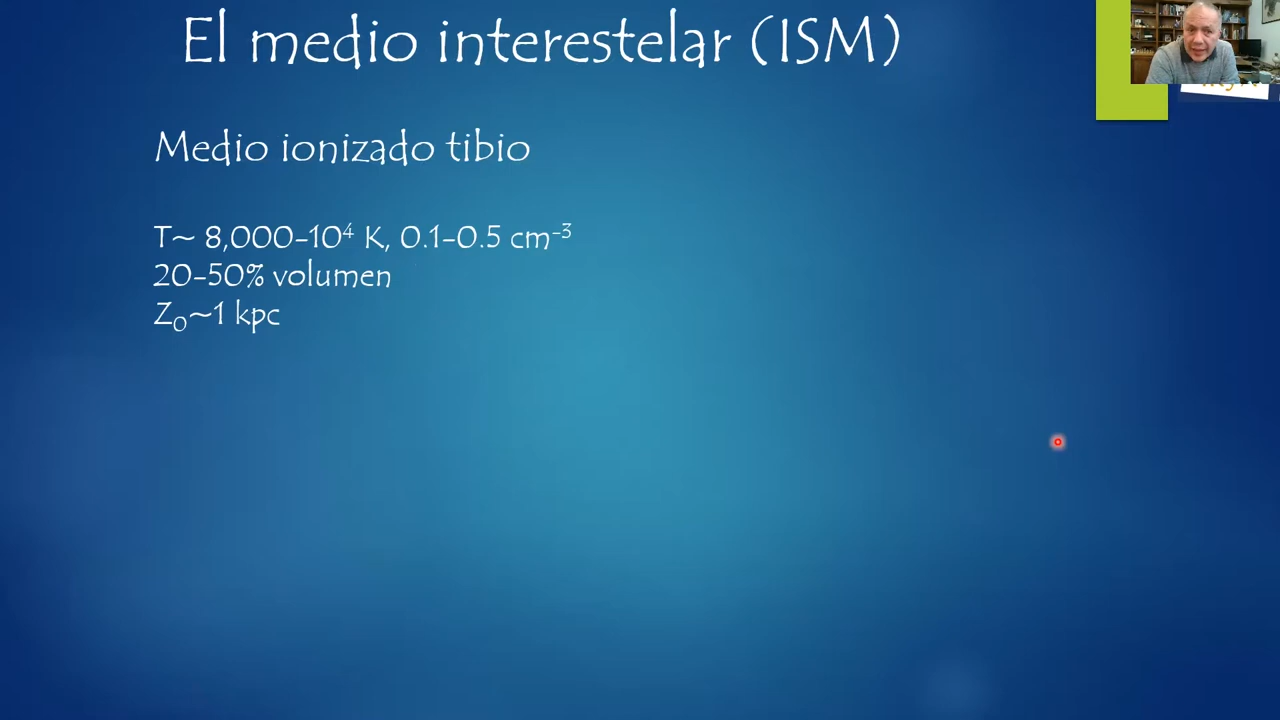 El medio interestelar (ISM)
Medio ionizado tibio
T~ 8,000-10⁴ K, 0.1-0.5 cm⁻³
20-50% volumen
Z₀~1 kpc